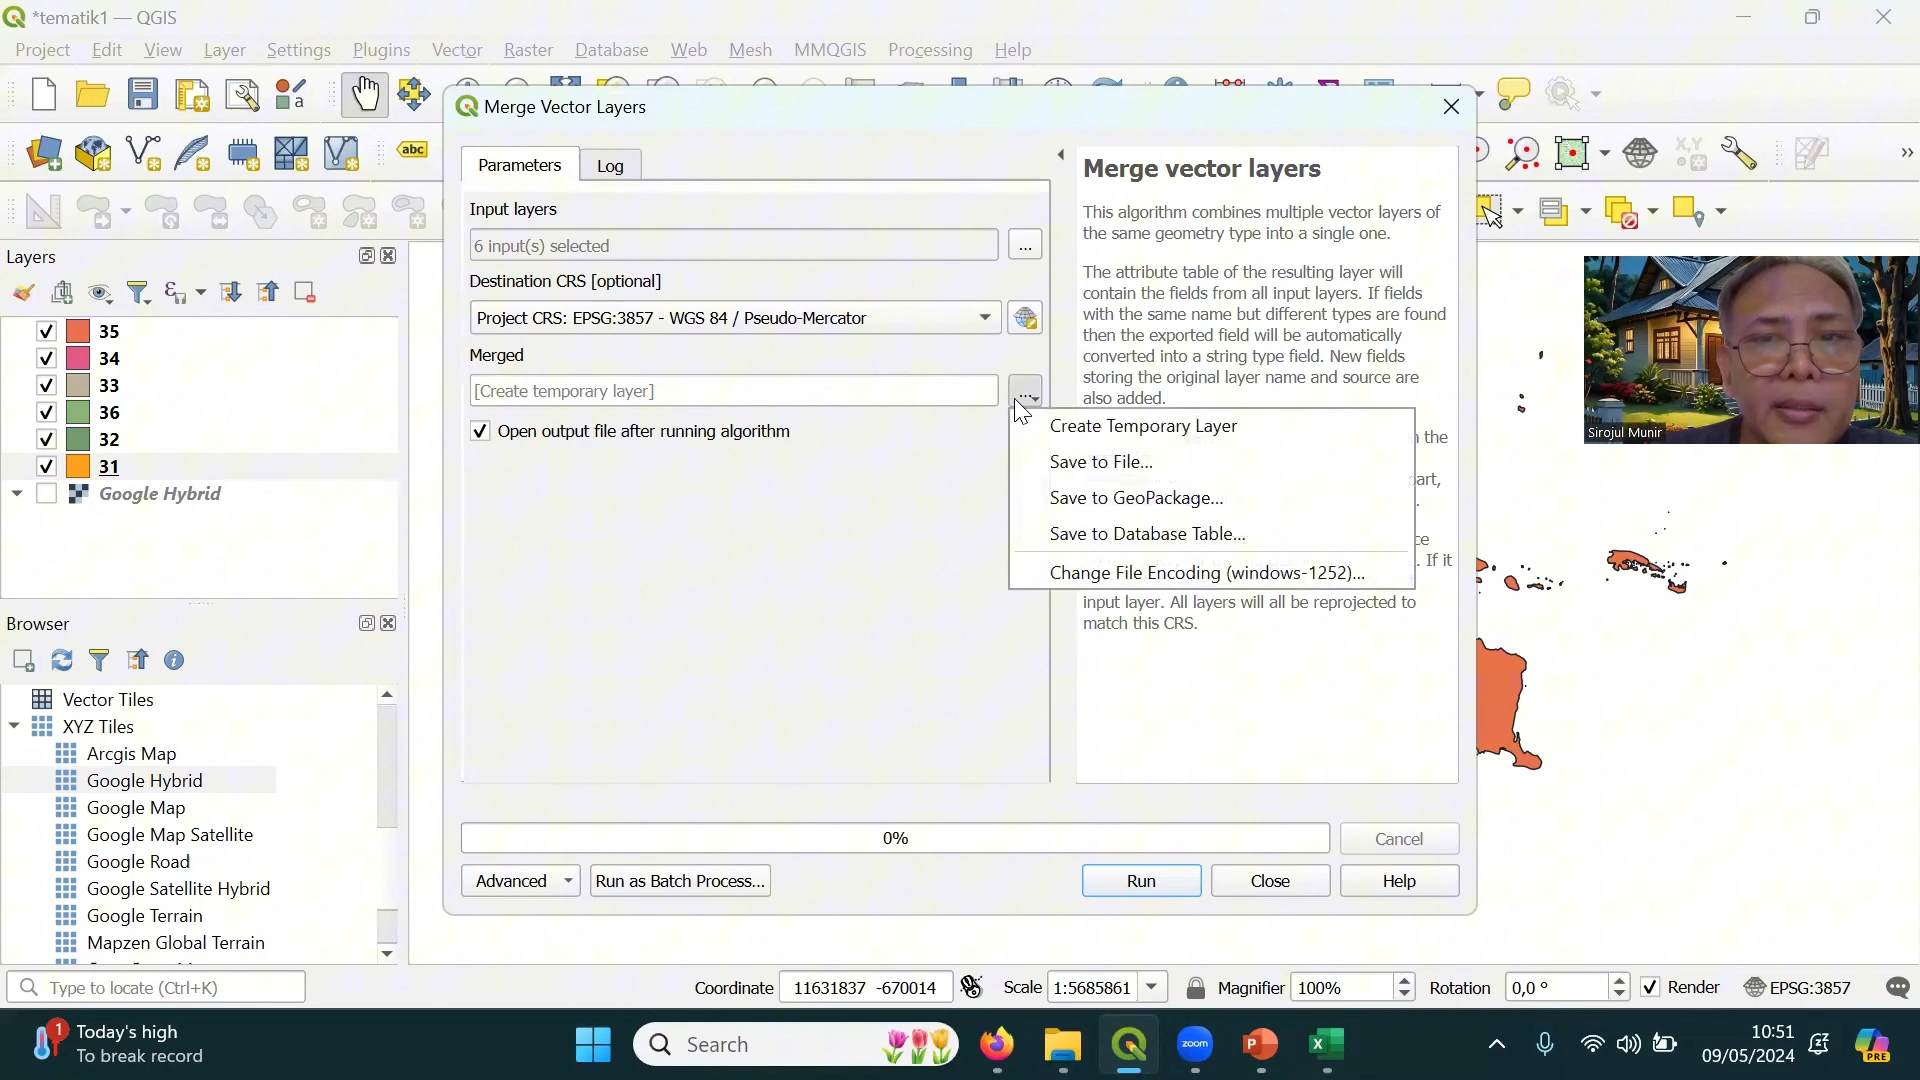 *tematik1 — QGIS
Project Edit View Layer Settings Plugins Vector Raster Database Web Mesh MMQGIS Processing Help
abc
Merge Vector Layers
Parameters Log
Input layers
6 input(s) selected
...
Destination CRS [optional]
Project CRS: EPSG:3857 - WGS 84 / Pseudo-Mercator
Merged
[Create temporary layer]
...
Open output file after running algorithm
Merge vector layers
This algorithm combines multiple vector layers of
the same geometry type into a single one.
The attribute table of the resulting layer will
contain the fields from all input layers. If fields
with the same name but different types are found
then the exported field will be automatically
converted into a string type field. New fields
storing the original layer name and source are
also added.
the
. If it
input layer. All layers will all be reprojected to
match this CRS.
Create Temporary Layer
Save to File...
Save to GeoPackage...
Save to Database Table...
Change File Encoding (windows-1252)...
0%
Cancel
Advanced Run as Batch Process... Run Close Help
Layers
35
34
33
36
32
31
Google Hybrid
Browser
Vector Tiles
XYZ Tiles
Arcgis Map
Google Hybrid
Google Map
Google Map Satellite
Google Road
Google Satellite Hybrid
Google Terrain
Mapzen Global Terrain
Sirojul Munir
Type to locate (Ctrl+K)
Coordinate 11631837 -670014 Scale 1:5685861 Magnifier 100% Rotation 0,0 ° Render EPSG:3857
1
Today's high
To break record
Search
zoom
10:51
09/05/2024
PRE